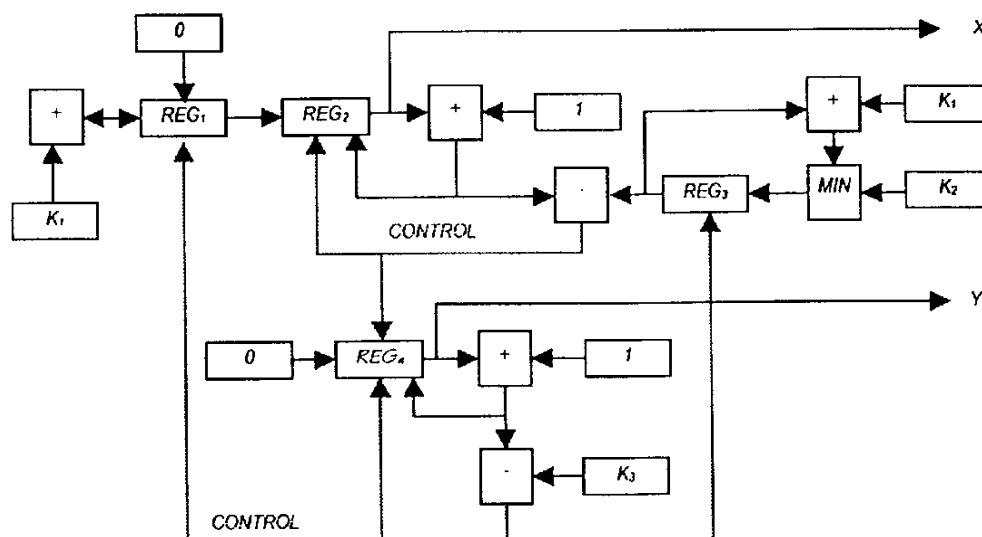 0
X
+
REG₁
REG₂
+
1
+
K₁
K₁
-
REG₃
MIN
K₂
CONTROL
Y
0
REG₄
+
1
-
K₃
CONTROL